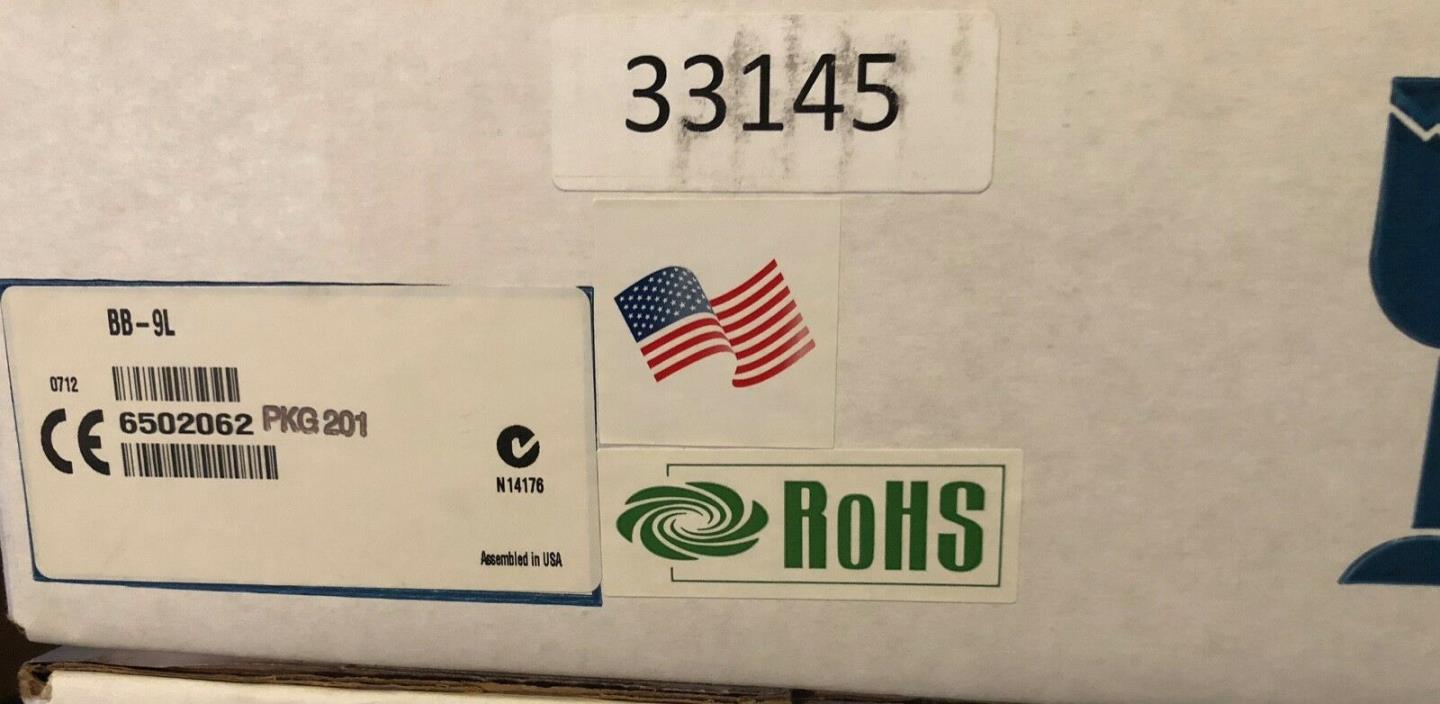 33145
BB-9L
0712
CE 6502062 PKG 201
N14176
Assembled in USA
RoHS